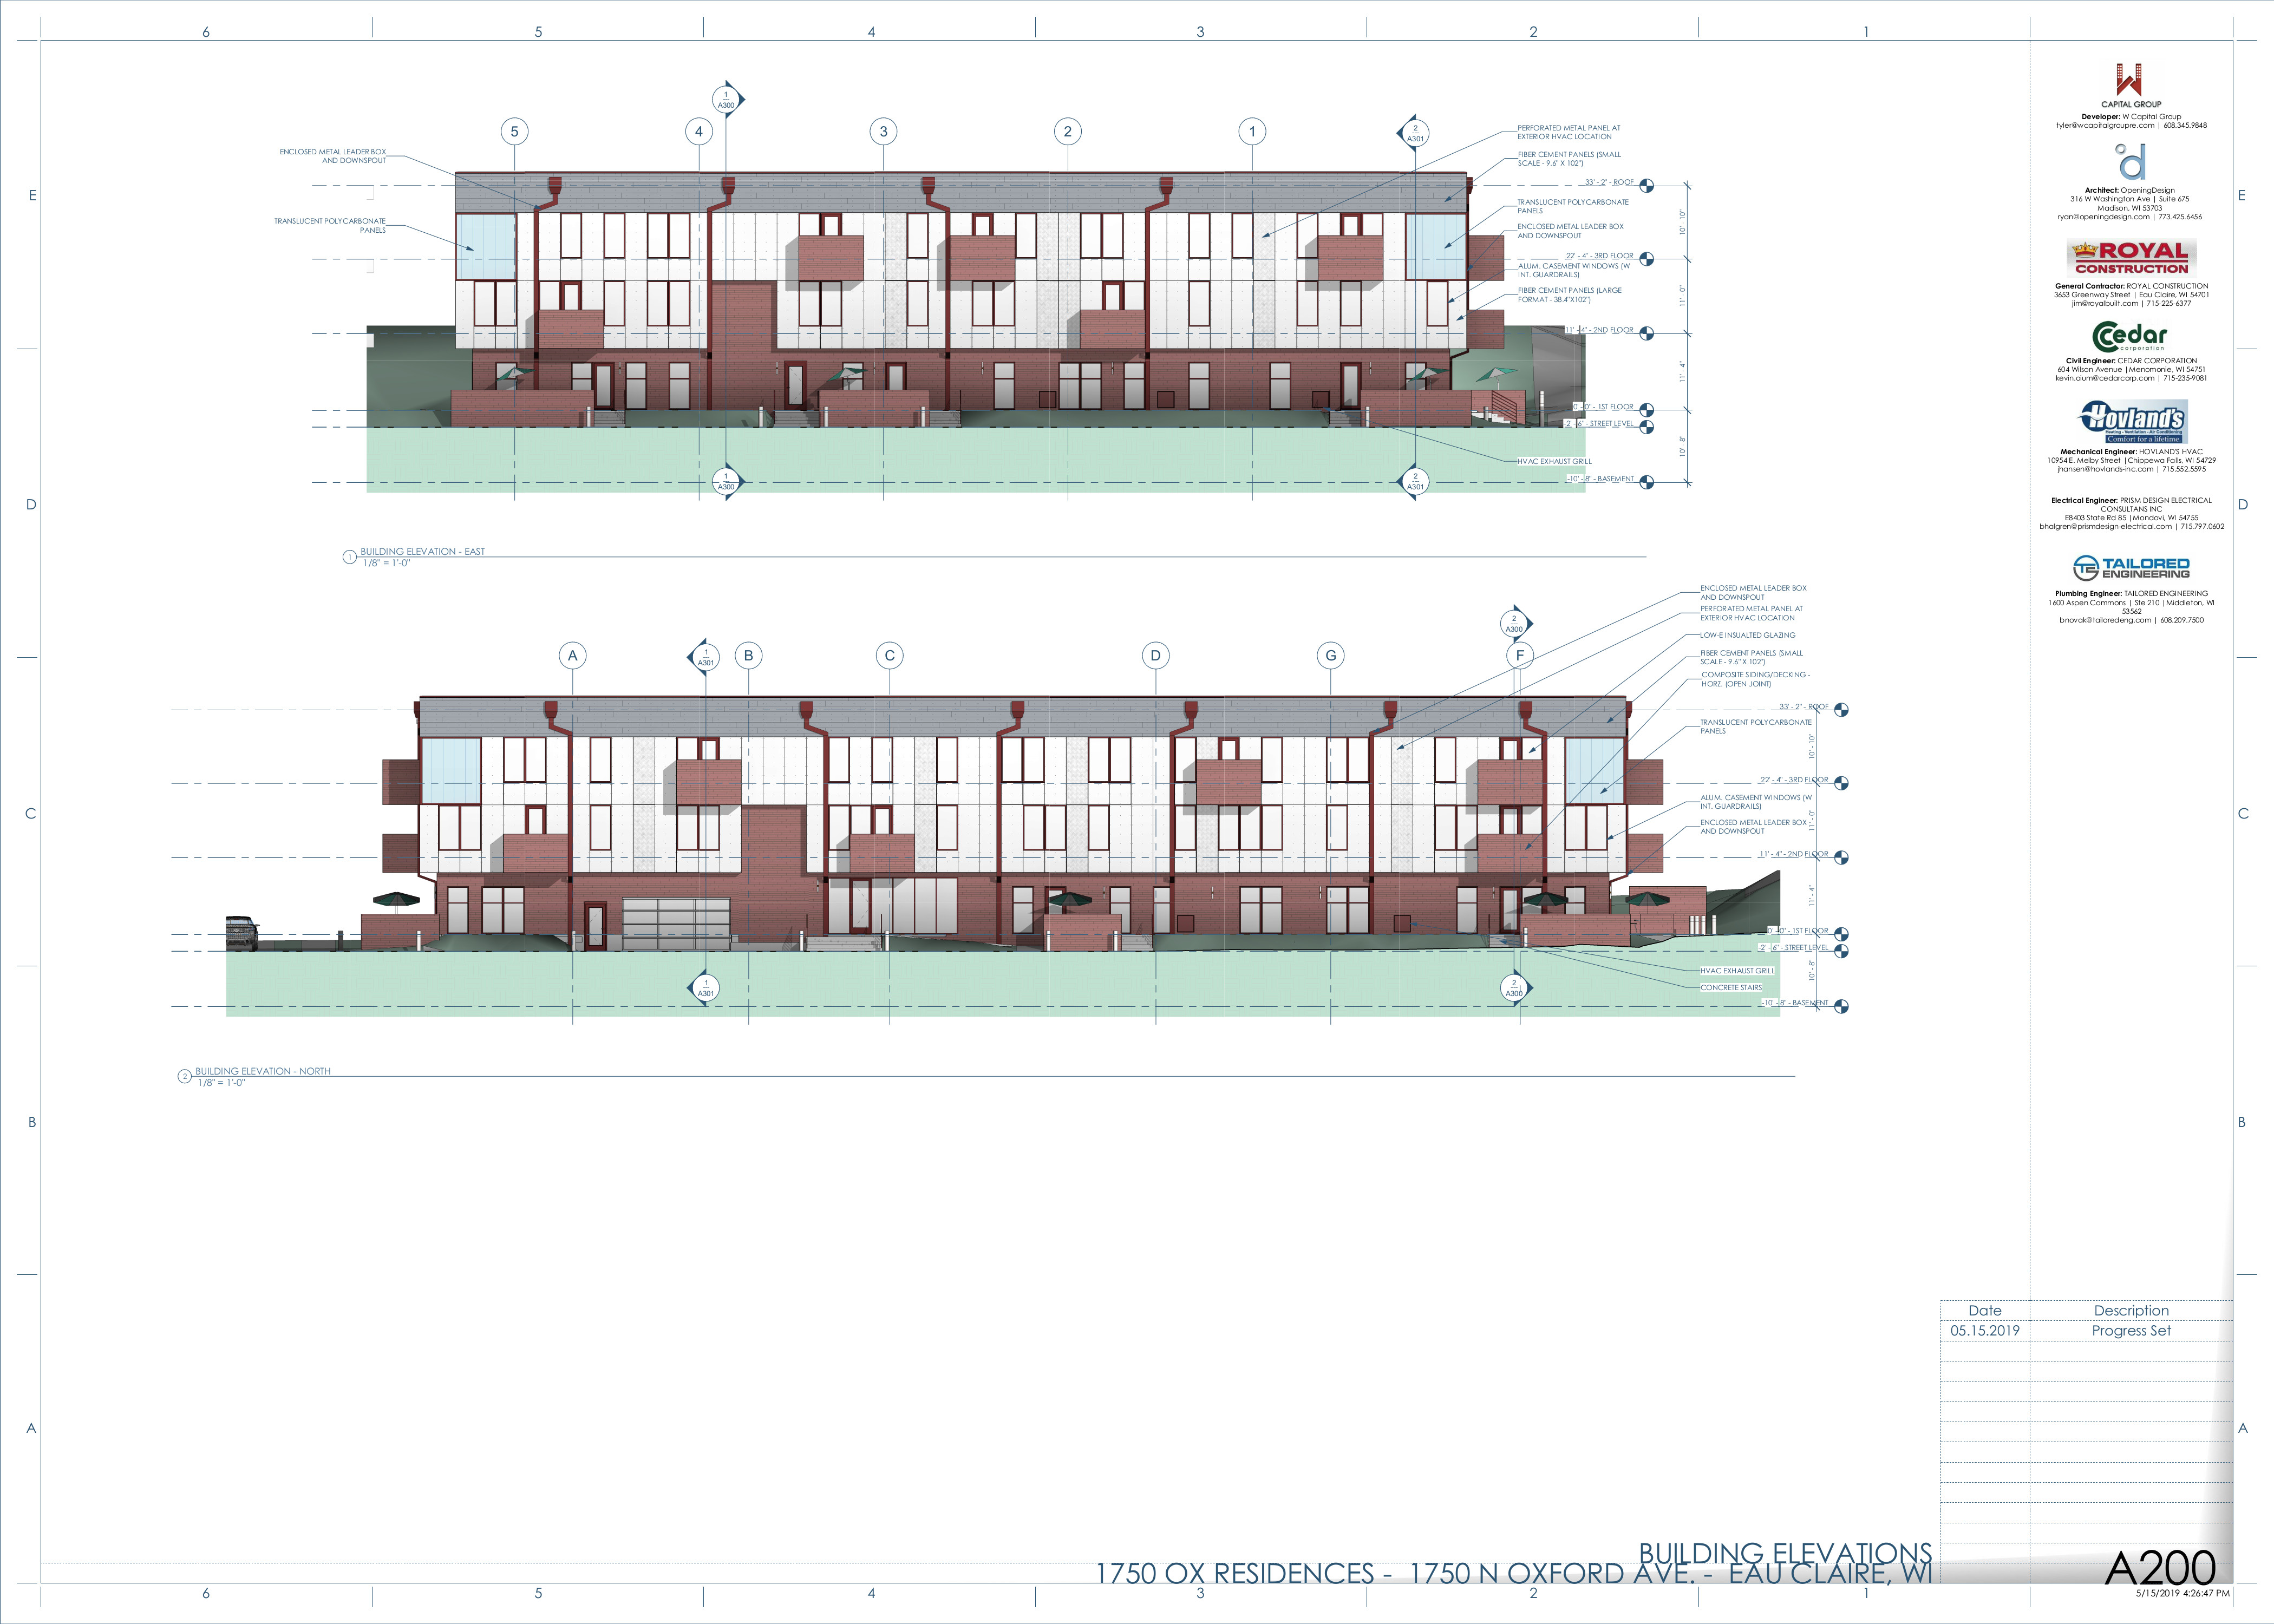 6 5 4 3 2 1
1
A300
2
A301
5 4 3 2 1
ENCLOSED METAL LEADER BOX
AND DOWNSPOUT
TRANSLUCENT POLYCARBONATE
PANELS
PERFORATED METAL PANEL AT
EXTERIOR HVAC LOCATION
FIBER CEMENT PANELS (SMALL
SCALE - 9.6" X 102")
33' - 2" - ROOF
TRANSLUCENT POLYCARBONATE
PANELS
10' - 10"
ENCLOSED METAL LEADER BOX
AND DOWNSPOUT
22' - 4" - 3RD FLOOR
ALUM. CASEMENT WINDOWS (W
INT. GUARDRAILS)
11' - 0"
FIBER CEMENT PANELS (LARGE
FORMAT - 38.4"X102")
11' - 4" - 2ND FLOOR
11' - 4"
0' - 0" - 1ST FLOOR
-2' - 6" - STREET LEVEL
10' - 8"
HVAC EXHAUST GRILL
-10' - 8" - BASEMENT
1
A300
2
A301
1 BUILDING ELEVATION - EAST
1/8" = 1'-0"
ENCLOSED METAL LEADER BOX
AND DOWNSPOUT
PERFORATED METAL PANEL AT
EXTERIOR HVAC LOCATION
LOW-E INSUALTED GLAZING
FIBER CEMENT PANELS (SMALL
SCALE - 9.6" X 102")
COMPOSITE SIDING/DECKING -
HORZ. (OPEN JOINT)
2
A300
1
A301
A B C D G F
33' - 2" - ROOF
TRANSLUCENT POLYCARBONATE
PANELS
10' - 10"
22' - 4" - 3RD FLOOR
ALUM. CASEMENT WINDOWS (W
INT. GUARDRAILS)
11' - 0"
ENCLOSED METAL LEADER BOX
AND DOWNSPOUT
11' - 4" - 2ND FLOOR
11' - 4"
0' - 0" - 1ST FLOOR
-2' - 6" - STREET LEVEL
10' - 8"
HVAC EXHAUST GRILL
CONCRETE STAIRS
-10' - 8" - BASEMENT
1
A301
2
A300
2 BUILDING ELEVATION - NORTH
1/8" = 1'-0"
E
D
C
B
A
E
D
C
B
A
W
CAPITAL GROUP
Developer: W Capital Group
tyler@wcapitalgroupre.com | 608.345.9848
Architect: OpeningDesign
316 W Washington Ave | Suite 675
Madison, WI 53703
ryan@openingdesign.com | 773.425.6456
ROYAL
CONSTRUCTION
General Contractor: ROYAL CONSTRUCTION
3653 Greenway Street | Eau Claire, WI 54701
jim@royalbuilt.com | 715-225-6377
Cedar
corporation
Civil Engineer: CEDAR CORPORATION
604 Wilson Avenue |Menomonie, WI 54751
kevin.oium@cedarcorp.com | 715-235-9081
Hovland's
Heating - Ventilation - Air Conditioning
Comfort for a lifetime.
Mechanical Engineer: HOVLAND'S HVAC
10954 E. Melby Street |Chippewa Falls, WI 54729
jhansen@hovlands-inc.com | 715.552.5595
Electrical Engineer: PRISM DESIGN ELECTRICAL
CONSULTANS INC
E8403 State Rd 85 |Mondovi, WI 54755
bhalgren@prismdesign-electrical.com | 715.797.0602
TE TAILORED
ENGINEERING
Plumbing Engineer: TAILORED ENGINEERING
1600 Aspen Commons | Ste 210 |Middleton, WI
53562
bnovak@tailoredeng.com | 608.209.7500
Date Description
05.15.2019 Progress Set
BUILDING ELEVATIONS
1750 OX RESIDENCES - 1750 N OXFORD AVE. - EAU CLAIRE, WI
A200
5/15/2019 4:26:47 PM
6 5 4 3 2 1